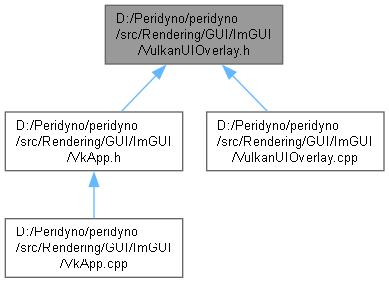 D:/Peridyno/peridyno
/src/Rendering/GUI/ImGUI
/VulkanUIOverlay.h
D:/Peridyno/peridyno
/src/Rendering/GUI/ImGUI
/VkApp.h
D:/Peridyno/peridyno
/src/Rendering/GUI/ImGUI
/VulkanUIOverlay.cpp
D:/Peridyno/peridyno
/src/Rendering/GUI/ImGUI
/VkApp.cpp